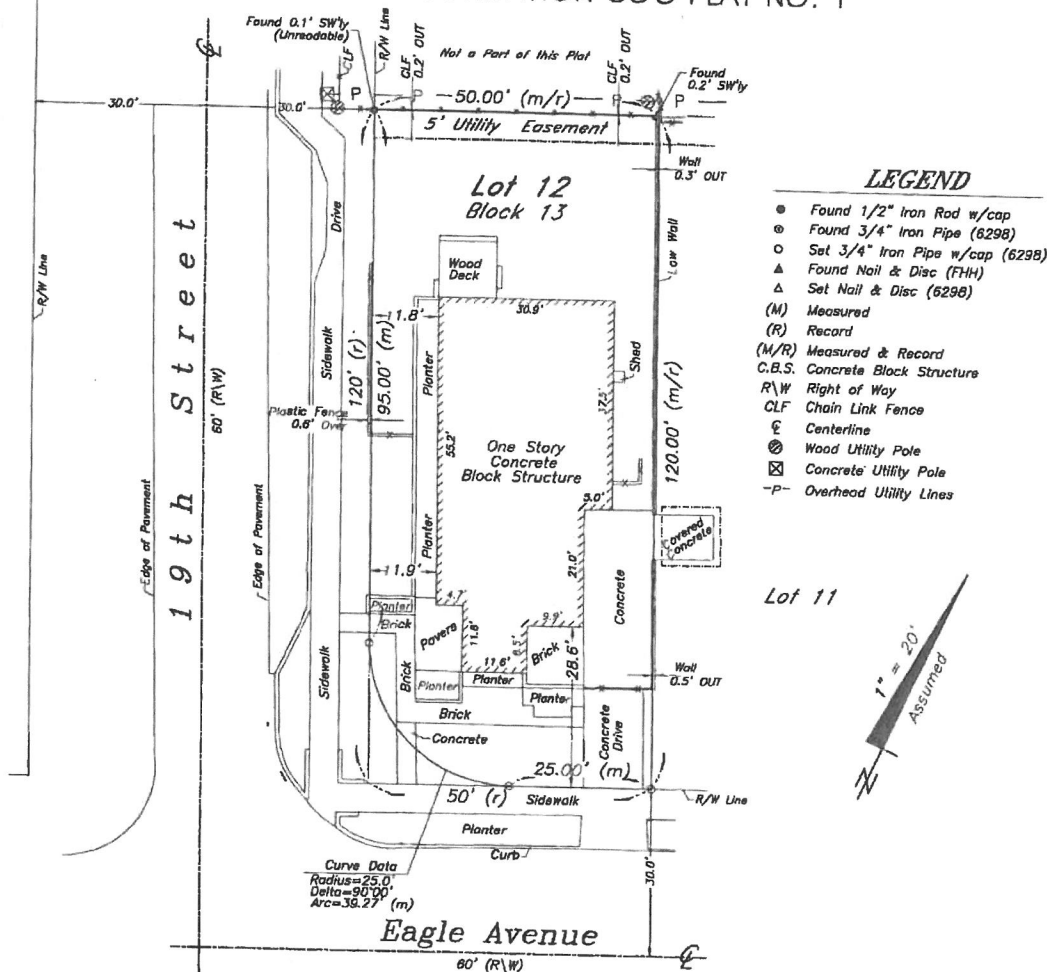 PLAT NO. 1
Found 0.1' SW'ly
(Unreadable)
CLF
R/W Line
CLF
0.2' OUT
Not a Part of this Plat
CLF
0.2' OUT
Found
0.2' SW'ly
30.0'
30.0'
P
P
50.00' (m/r)
P
P
5' Utility Easement
Wall
0.3' OUT
Lot 12
Block 13
R/W Line
19th Street
60' (R\W)
Drive
Sidewalk
Wood
Deck
Low Wall
11.8'
30.9'
120' (r)
95.00' (m)
Planter
Shed
17.5'
120.00' (m/r)
Plastic Fence
0.6' Over
55.2'
One Story
Concrete
Block Structure
Edge of Pavement
Edge of Pavement
Planter
5.0'
Covered
Concrete
11.9'
21.0'
Concrete
Planter
Brick
4.7'
Pavers
11.8'
8.5'
9.9'
Brick
28.6'
Lot 11
Sidewalk
Brick
Planter
11.6'
Planter
Planter
Wall
0.5' OUT
Brick
Concrete
Concrete
Drive
25.00' (m)
50' (r)
Sidewalk
R/W Line
Planter
Curb
30.0'
Curve Data
Radius=25.0'
Delta=90°00'
Arc=39.27' (m)
Eagle Avenue
60' (R\W)
LEGEND
Found 1/2" Iron Rod w/cap
Found 3/4" Iron Pipe (6298)
Set 3/4" Iron Pipe w/cap (6298)
Found Nail & Disc (FHH)
Set Nail & Disc (6298)
(M) Measured
(R) Record
(M/R) Measured & Record
C.B.S. Concrete Block Structure
R\W Right of Way
CLF Chain Link Fence
℄ Centerline
Wood Utility Pole
Concrete Utility Pole
-P- Overhead Utility Lines
1" = 20'
Assumed
N